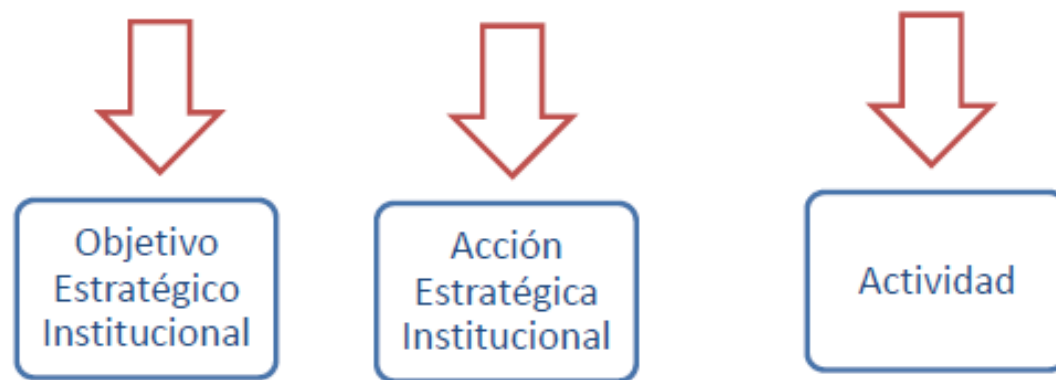 Objetivo
Estratégico
Institucional
Acción
Estratégica
Institucional
Actividad